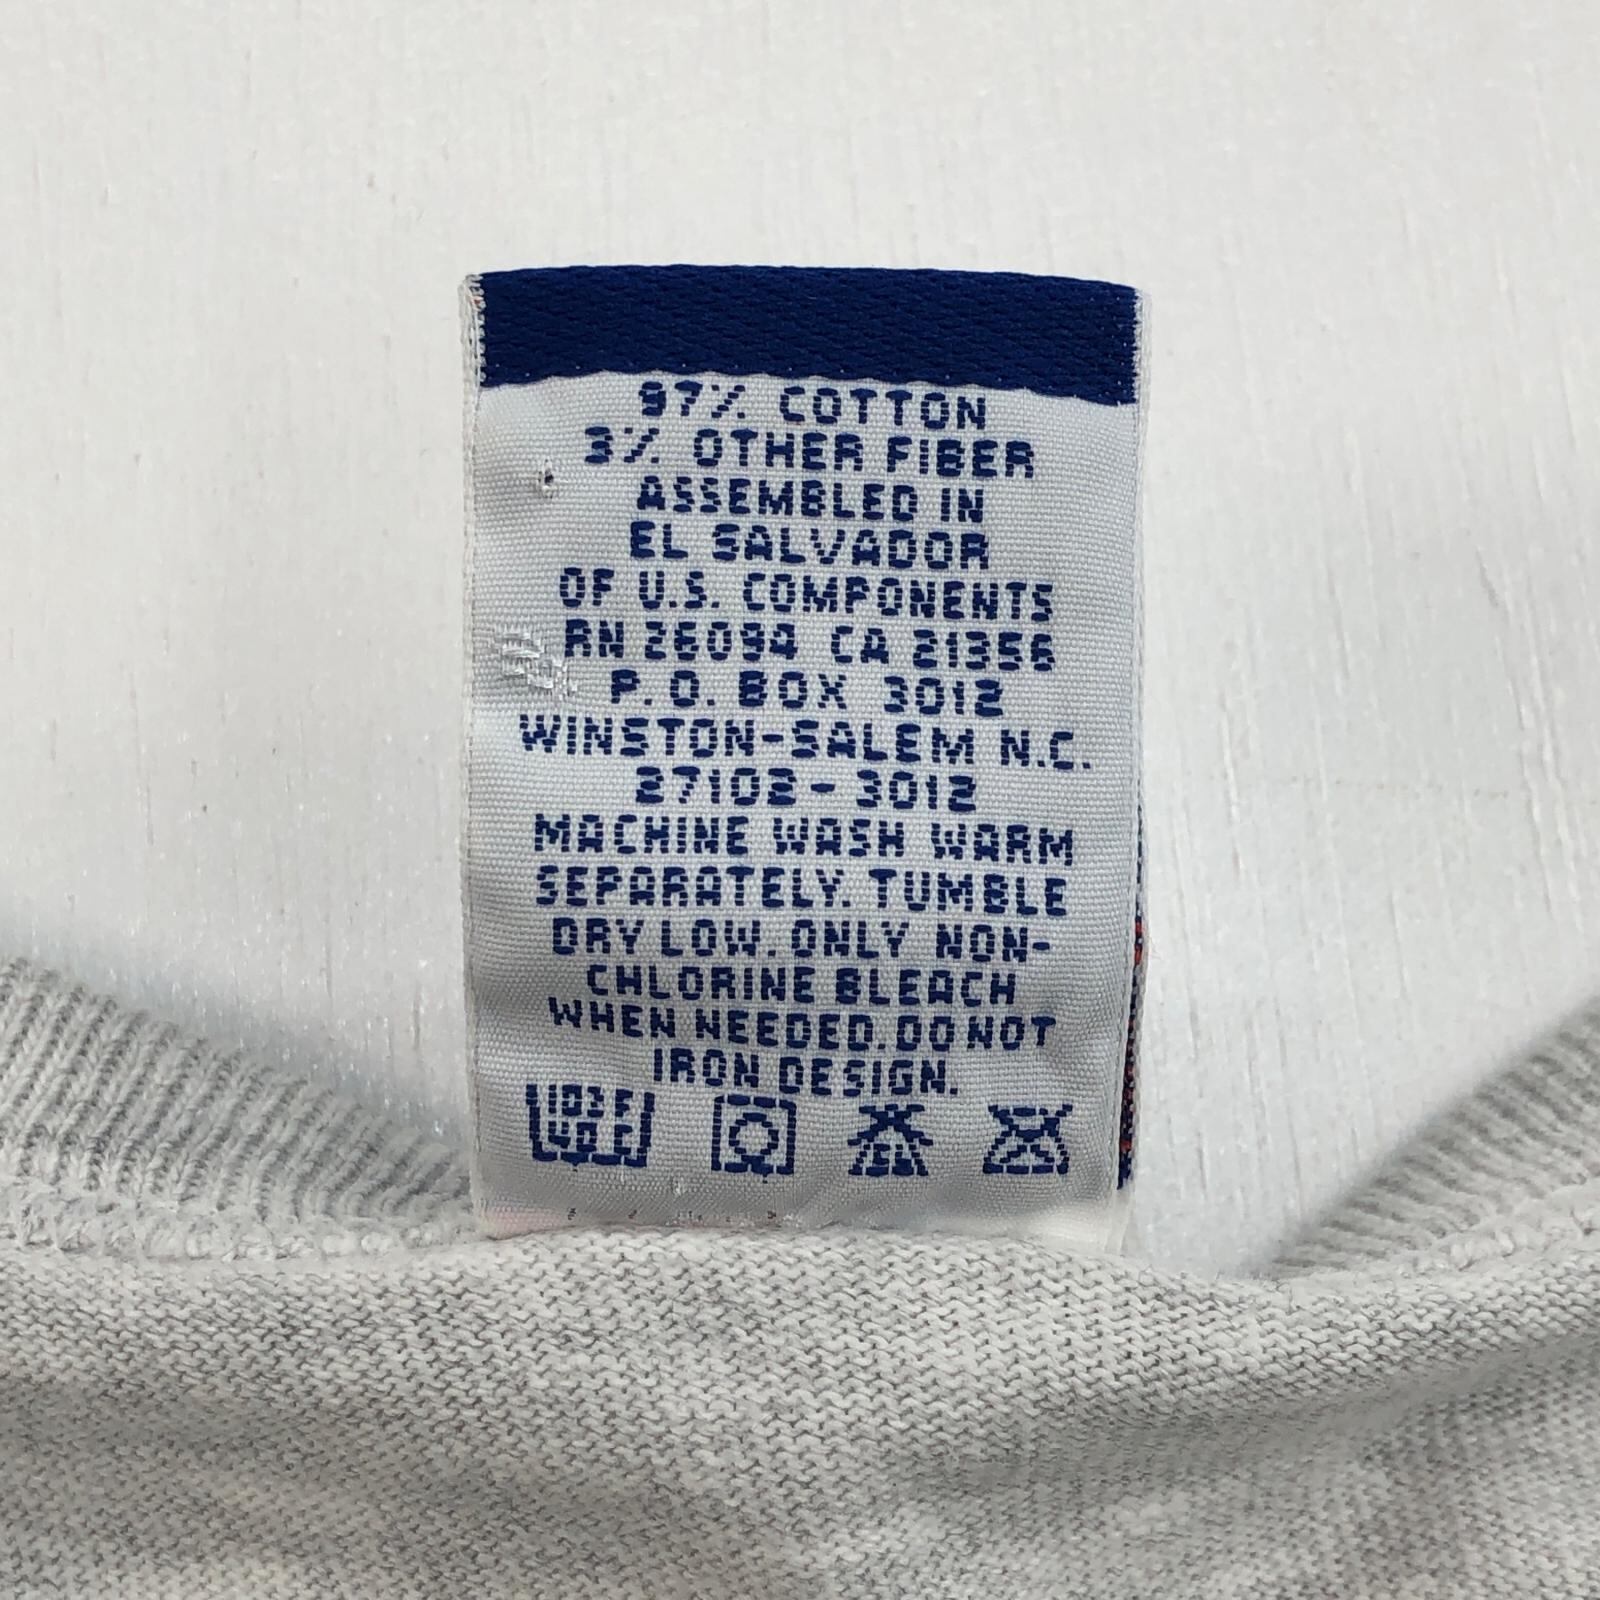 97% COTTON
3% OTHER FIBER
ASSEMBLED IN
EL SALVADOR
OF U.S. COMPONENTS
RN 26094 CA 21356
P.O. BOX 3012
WINSTON-SALEM N.C.
27102-3012
MACHINE WASH WARM
SEPARATELY. TUMBLE
DRY LOW. ONLY NON-
CHLORINE BLEACH
WHEN NEEDED. DO NOT
IRON DESIGN.
103 F
40 C